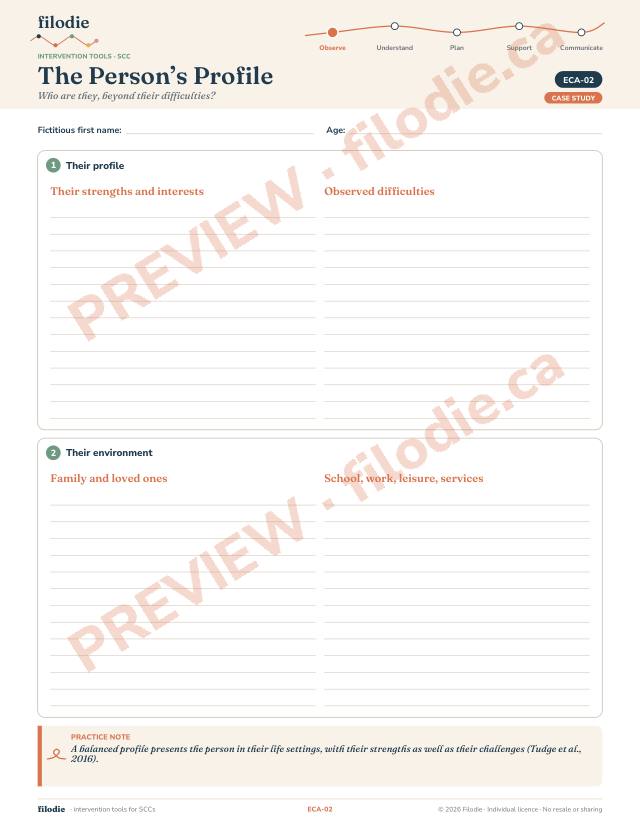 filodie
Observe
Understand
Plan
Support
Communicate
INTERVENTION TOOLS · SCC
The Person's Profile
Who are they, beyond their difficulties?
ECA-02
CASE STUDY
Fictitious first name:
Age:
1 Their profile
Their strengths and interests
Observed difficulties
PREVIEW · filodie.ca
2 Their environment
Family and loved ones
School, work, leisure, services
PREVIEW · filodie.ca
PRACTICE NOTE
A balanced profile presents the person in their life settings, with their strengths as well as their challenges (Tudge et al.,
2016).
filodie · intervention tools for SCCs
ECA-02
© 2026 Filodie · Individual licence · No resale or sharing